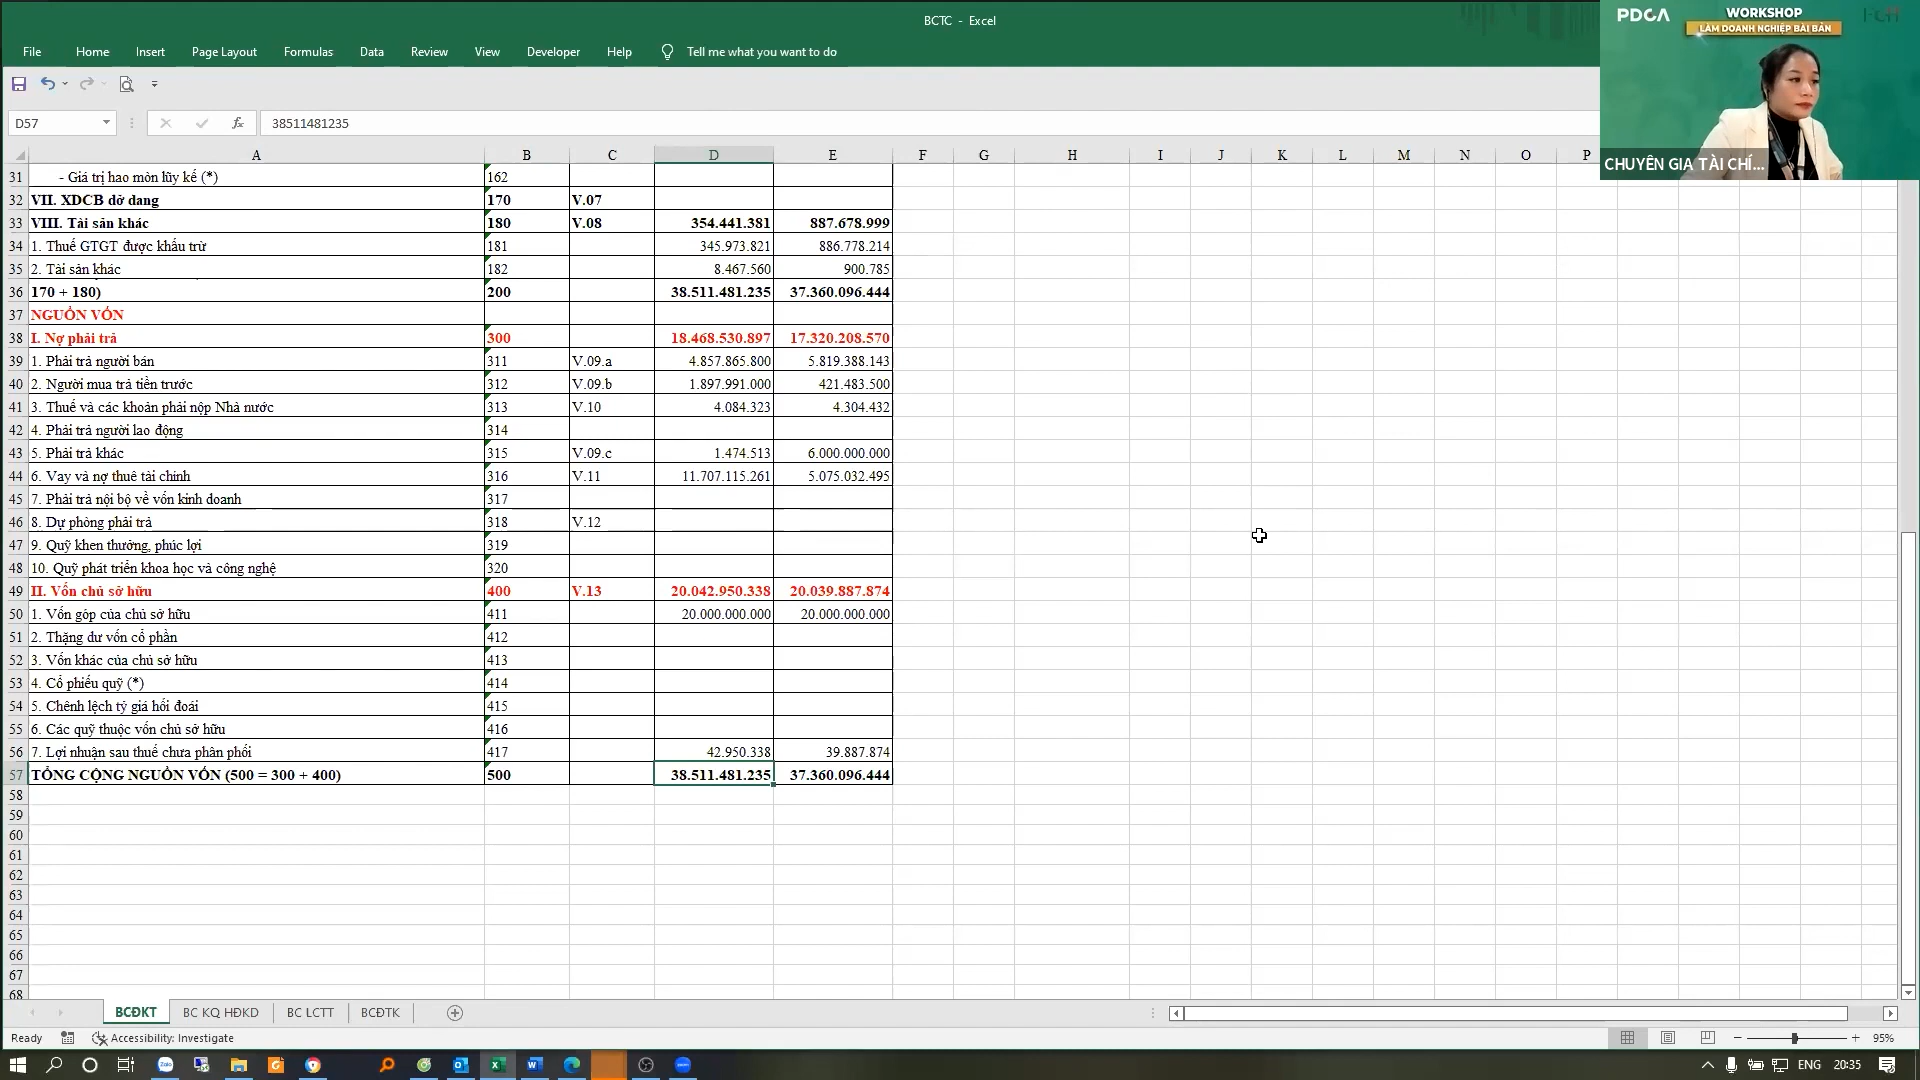 BCTC - Excel
File Home Insert Page Layout Formulas Data Review View Developer Help Tell me what you want to do
PDCA WORKSHOP
LÀM DOANH NGHIỆP BÀI BẢN
CHUYÊN GIA TÀI CHÍ...
D57 fx 38511481235
A B C D E F G H I J K L M N O P
31 - Giá trị hao mòn lũy kế (*) 162
32 VII. XDCB dở dang 170 V.07
33 VIII. Tài sản khác 180 V.08 354.441.381 887.678.999
34 1. Thuế GTGT được khấu trừ 181 345.973.821 886.778.214
35 2. Tài sản khác 182 8.467.560 900.785
36 170 + 180) 200 38.511.481.235 37.360.096.444
37 NGUỒN VỐN
38 I. Nợ phải trả 300 18.468.530.897 17.320.208.570
39 1. Phải trả người bán 311 V.09.a 4.857.865.800 5.819.388.143
40 2. Người mua trả tiền trước 312 V.09.b 1.897.991.000 421.483.500
41 3. Thuế và các khoản phải nộp Nhà nước 313 V.10 4.084.323 4.304.432
42 4. Phải trả người lao động 314
43 5. Phải trả khác 315 V.09.c 1.474.513 6.000.000.000
44 6. Vay và nợ thuê tài chính 316 V.11 11.707.115.261 5.075.032.495
45 7. Phải trả nội bộ về vốn kinh doanh 317
46 8. Dự phòng phải trả 318 V.12
47 9. Quỹ khen thưởng, phúc lợi 319
48 10. Quỹ phát triển khoa học và công nghệ 320
49 II. Vốn chủ sở hữu 400 V.13 20.042.950.338 20.039.887.874
50 1. Vốn góp của chủ sở hữu 411 20.000.000.000 20.000.000.000
51 2. Thặng dư vốn cổ phần 412
52 3. Vốn khác của chủ sở hữu 413
53 4. Cổ phiếu quỹ (*) 414
54 5. Chênh lệch tỷ giá hối đoái 415
55 6. Các quỹ thuộc vốn chủ sở hữu 416
56 7. Lợi nhuận sau thuế chưa phân phối 417 42.950.338 39.887.874
57 TỔNG CỘNG NGUỒN VỐN (500 = 300 + 400) 500 38.511.481.235 37.360.096.444
58
59
60
61
62
63
64
65
66
67
68
BCĐKT BC KQ HĐKD BC LCTT BCĐTK
Ready Accessibility: Investigate 95%
ENG 20:35